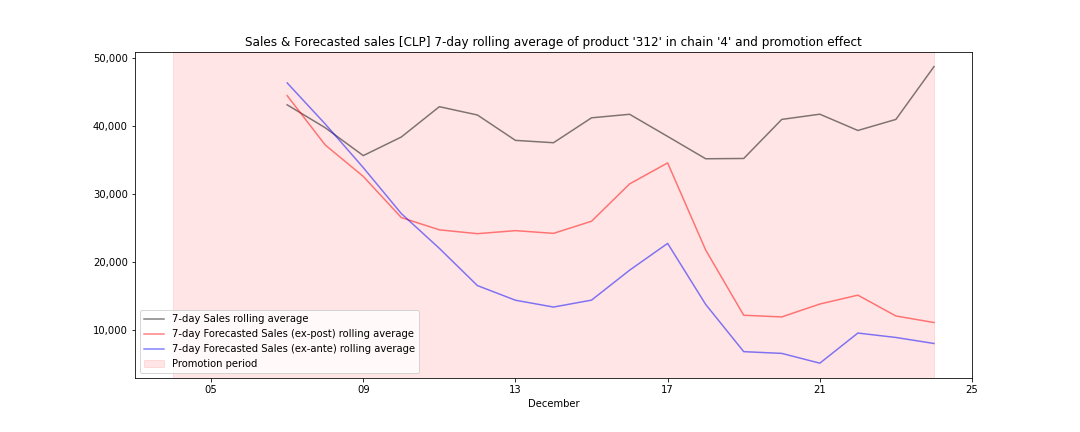 Sales & Forecasted sales [CLP] 7-day rolling average of product '312' in chain '4' and promotion effect
50,000
40,000
30,000
20,000
10,000
7-day Sales rolling average
7-day Forecasted Sales (ex-post) rolling average
7-day Forecasted Sales (ex-ante) rolling average
Promotion period
05 09 13 17 21 25
December